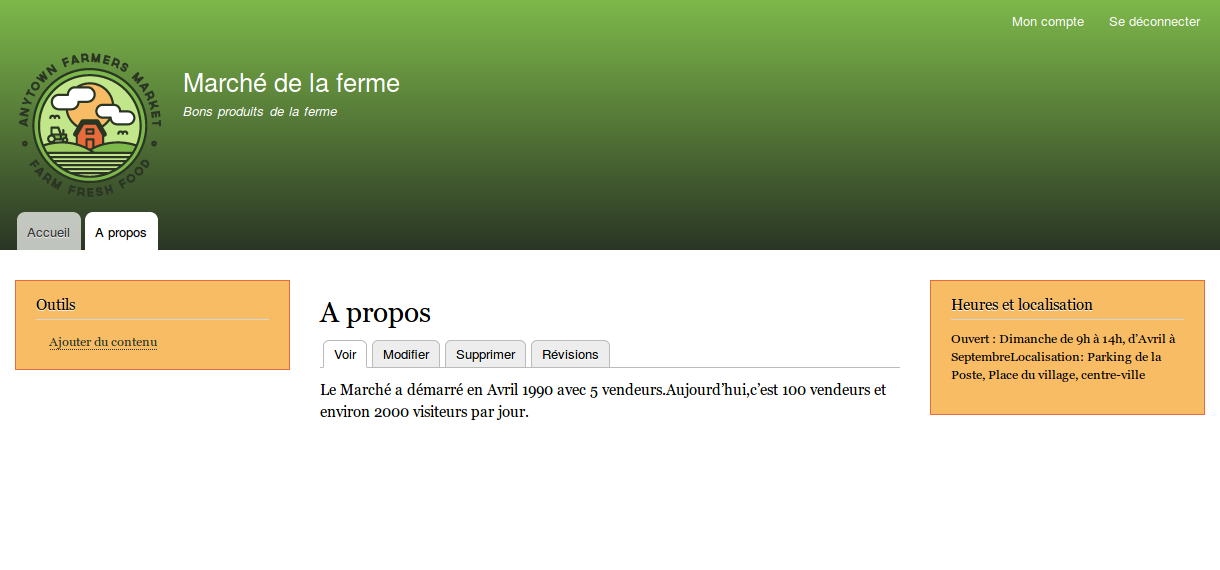 Mon compte
Se déconnecter
ANYTOWN FARMERS MARKET
FARM FRESH FOOD
Marché de la ferme
Bons produits de la ferme
Accueil
A propos
Outils
Ajouter du contenu
A propos
Voir
Modifier
Supprimer
Révisions
Le Marché a démarré en Avril 1990 avec 5 vendeurs.Aujourd’hui,c’est 100 vendeurs et
environ 2000 visiteurs par jour.
Heures et localisation
Ouvert : Dimanche de 9h à 14h, d’Avril à
SeptembreLocalisation: Parking de la
Poste, Place du village, centre-ville